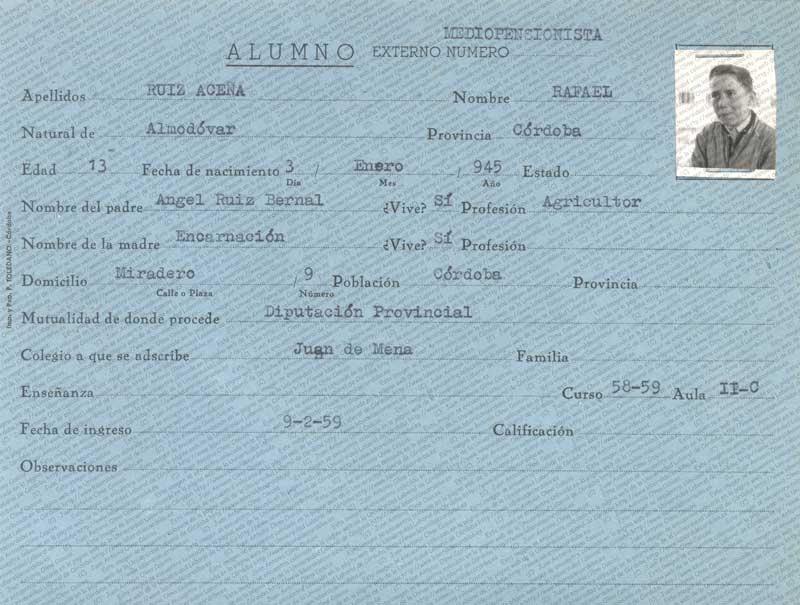 MEDIOPENSIONISTA
ALUMNO EXTERNO NUMERO
Apellidos RUIZ ACEÑA Nombre RAFAEL
Natural de Almodóvar Provincia Córdoba
Edad 13 Fecha de nacimiento 3 / Enero / 945 Estado
Día Mes Año
Nombre del padre Angel Ruiz Bernal ¿Vive? Sí Profesión Agricultor
Nombre de la madre Encarnación ¿Vive? Sí Profesión
Domicilio Miradero / 9 Población Córdoba Provincia
Calle o Plaza Número
Mutualidad de donde procede Diputación Provincial
Colegio a que se adscribe Juan de Mena Familia
Enseñanza Curso 58-59 Aula II-C
Fecha de ingreso 9-2-59 Calificación
Observaciones